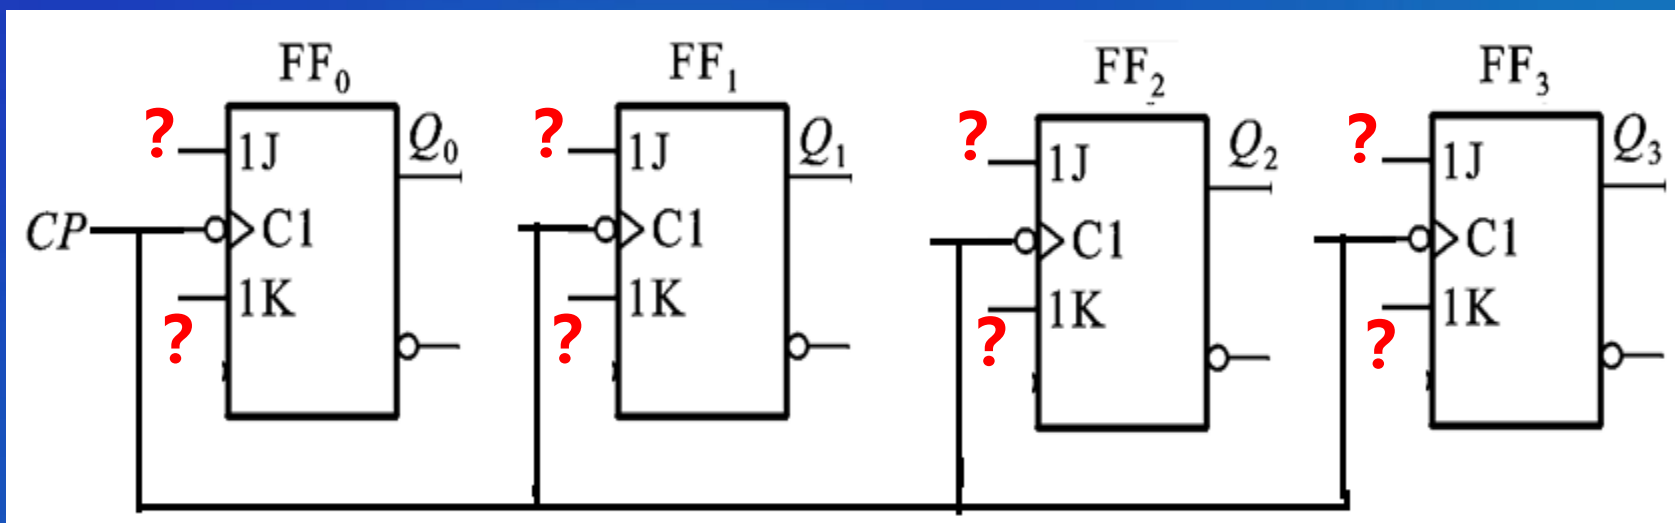 FF₀
FF₁
FF₂
FF₃
?
?
?
?
1J
Q₀
1J
Q₁
1J
Q₂
1J
Q₃
CP
C1
C1
C1
C1
1K
1K
1K
1K
?
?
?
?